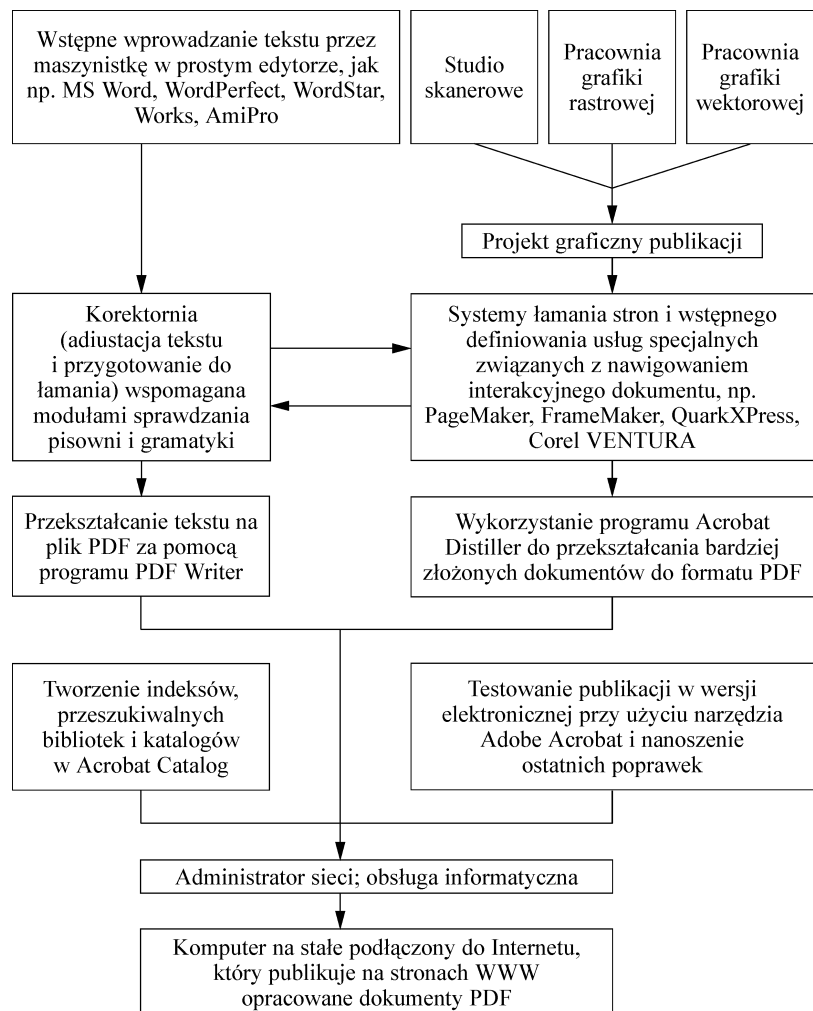 Wstępne wprowadzanie tekstu przez
maszynistkę w prostym edytorze, jak
np. MS Word, WordPerfect, WordStar,
Works, AmiPro
Studio
skanerowe
Pracownia
grafiki
rastrowej
Pracownia
grafiki
wektorowej
Projekt graficzny publikacji
Korektornia
(adiustacja tekstu
i przygotowanie do
łamania) wspomagana
modułami sprawdzania
pisowni i gramatyki
Systemy łamania stron i wstępnego
definiowania usług specjalnych
związanych z nawigowaniem
interakcyjnego dokumentu, np.
PageMaker, FrameMaker, QuarkXPress,
Corel VENTURA
Przekształcanie tekstu na
plik PDF za pomocą
programu PDF Writer
Wykorzystanie programu Acrobat
Distiller do przekształcania bardziej
złożonych dokumentów do formatu PDF
Tworzenie indeksów,
przeszukiwalnych
bibliotek i katalogów
w Acrobat Catalog
Testowanie publikacji w wersji
elektronicznej przy użyciu narzędzia
Adobe Acrobat i nanoszenie
ostatnich poprawek
Administrator sieci; obsługa informatyczna
Komputer na stałe podłączony do Internetu,
który publikuje na stronach WWW
opracowane dokumenty PDF